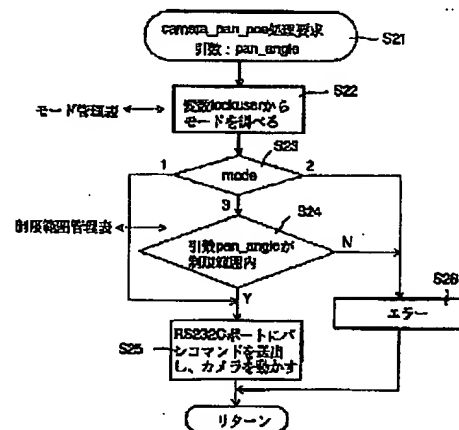 camera_pan_pos処理要求
引数：pan_angle
S21
S22
モード管理表
変数lockuserから
モードを調べる
S23
1
mode
2
3
S24
制限範囲管理表
引数pan_angleが
制限範囲内
N
Y
S26
エラー
S25
RS232Cポートにパ
ンコマンドを送出
し、カメラを動かす
リターン